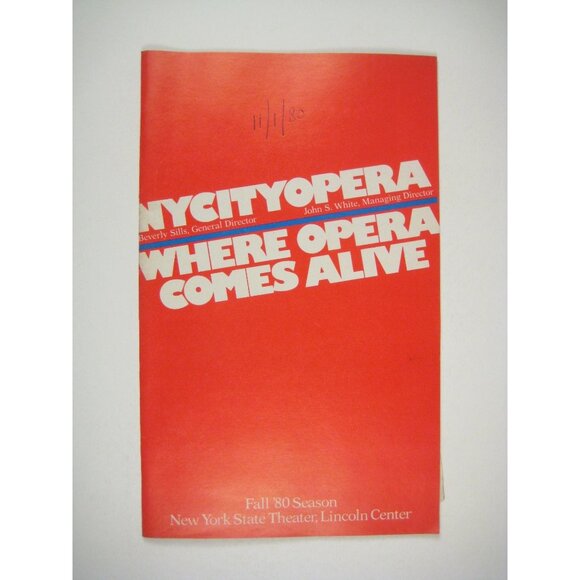 11/1/80
NYCITYOPERA
Beverly Sills, General Director John S. White, Managing Director
WHERE OPERA
COMES ALIVE
Fall '80 Season
New York State Theater, Lincoln Center